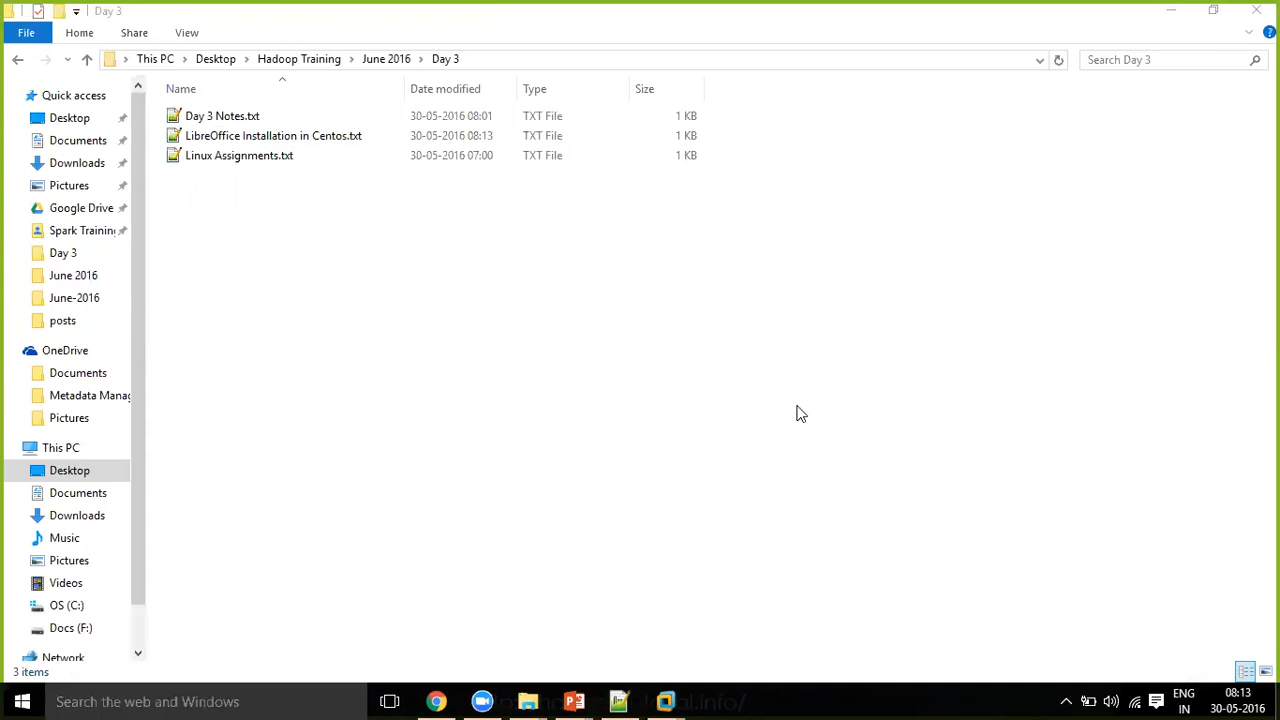 Day 3
File Home Share View
This PC Desktop Hadoop Training June 2016 Day 3
Search Day 3
Name Date modified Type Size
Day 3 Notes.txt 30-05-2016 08:01 TXT File 1 KB
LibreOffice Installation in Centos.txt 30-05-2016 08:13 TXT File 1 KB
Linux Assignments.txt 30-05-2016 07:00 TXT File 1 KB
Quick access
Desktop
Documents
Downloads
Pictures
Google Drive
Spark Trainin
Day 3
June 2016
June-2016
posts
OneDrive
Documents
Metadata Manag
Pictures
This PC
Desktop
Documents
Downloads
Music
Pictures
Videos
OS (C:)
Docs (F:)
Network
3 items
Search the web and Windows
ENG
IN
08:13
30-05-2016